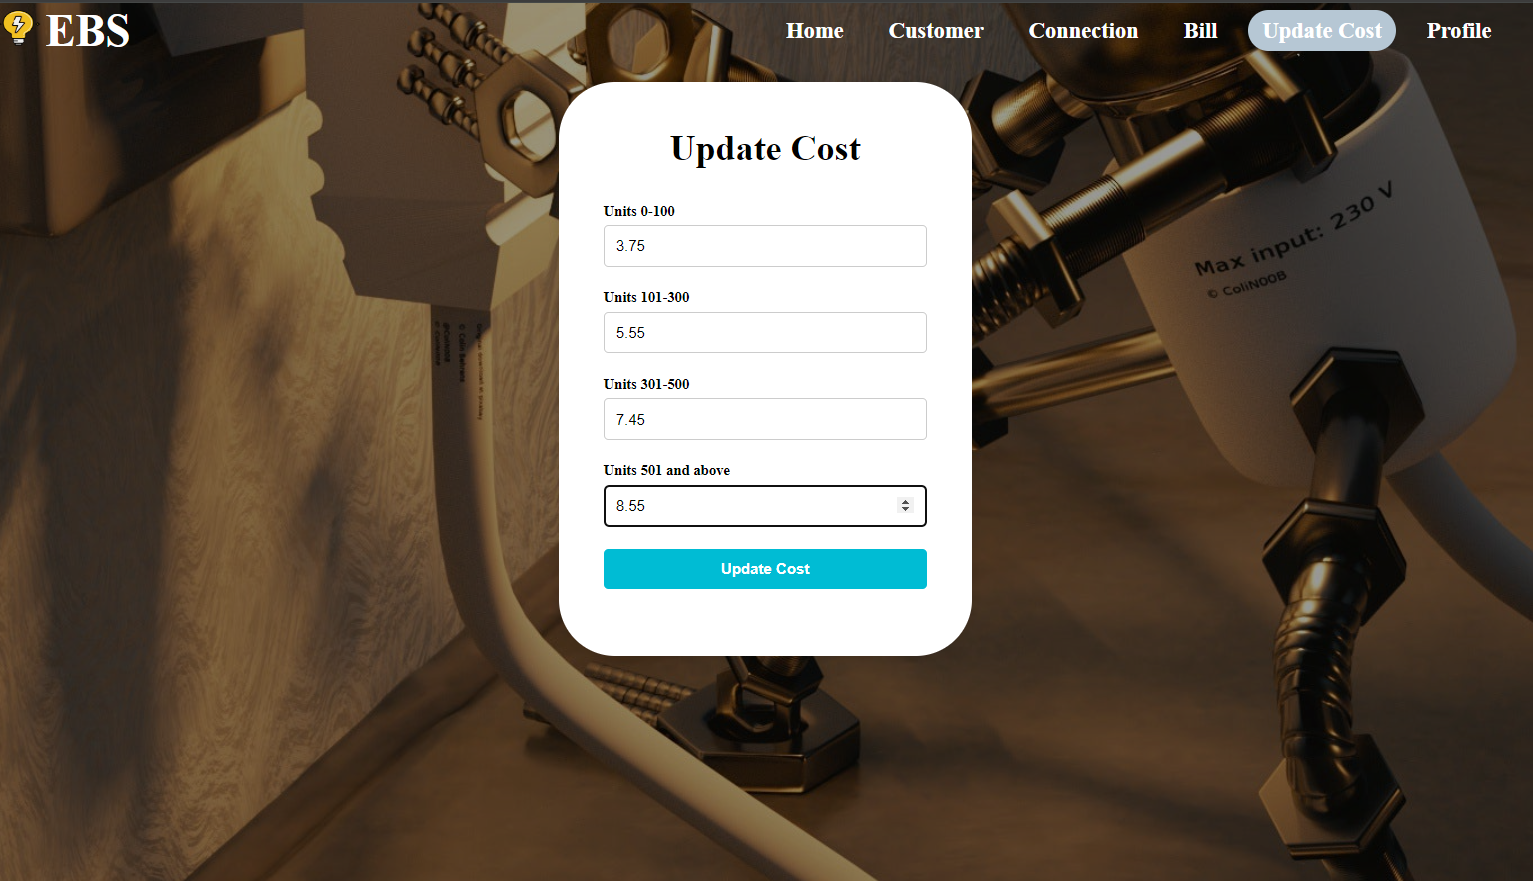 EBS
Home Customer Connection Bill Update Cost Profile
Update Cost
Units 0-100
3.75
Units 101-300
5.55
Units 301-500
7.45
Units 501 and above
8.55
Update Cost
Max input: 230 V
© ColiN00B